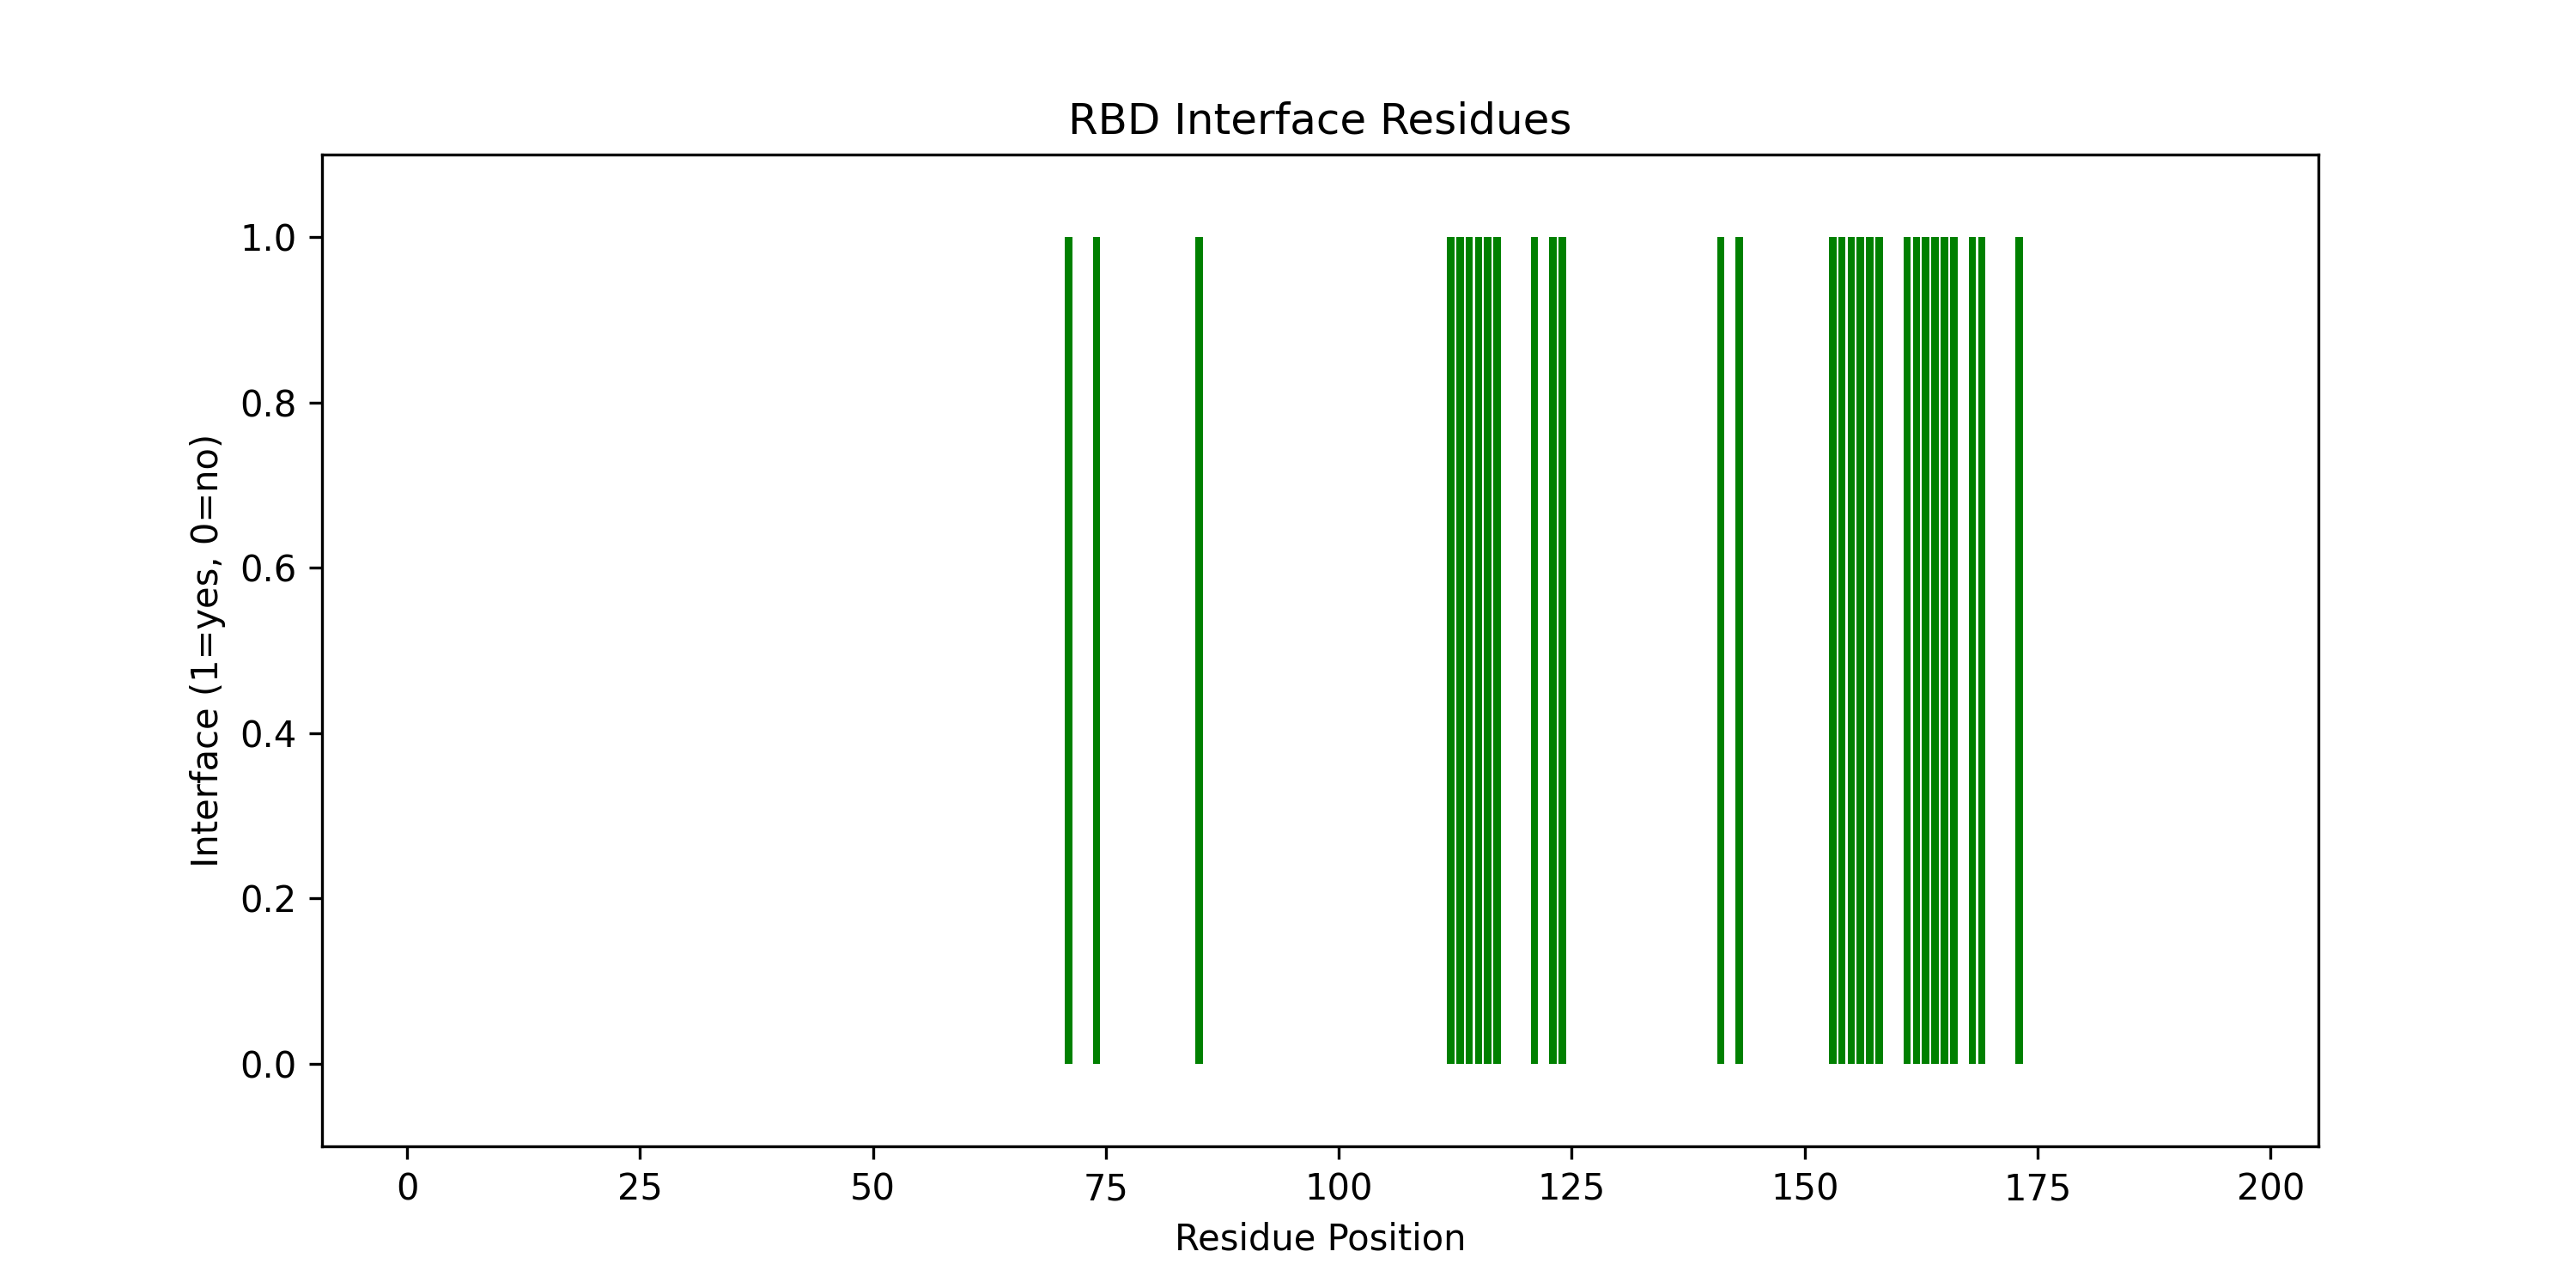 RBD Interface Residues
Interface (1=yes, 0=no)
1.0
0.8
0.6
0.4
0.2
0.0
0 25 50 75 100 125 150 175 200
Residue Position